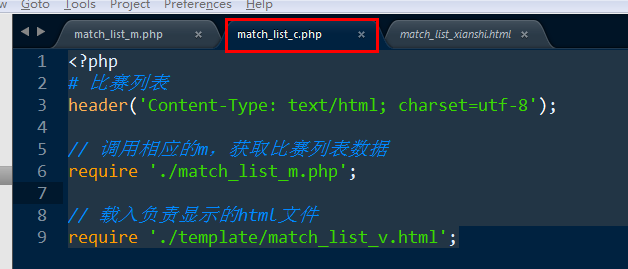 Goto Tools Project Preferences Help
match_list_m.php × match_list_c.php × match_list_xianshi.html ×
1 <?php
2 # 比赛列表
3 header('Content-Type: text/html; charset=utf-8');
4
5 // 调用相应的m，获取比赛列表数据
6 require './match_list_m.php';
7
8 // 载入负责显示的html文件
9 require './template/match_list_v.html';